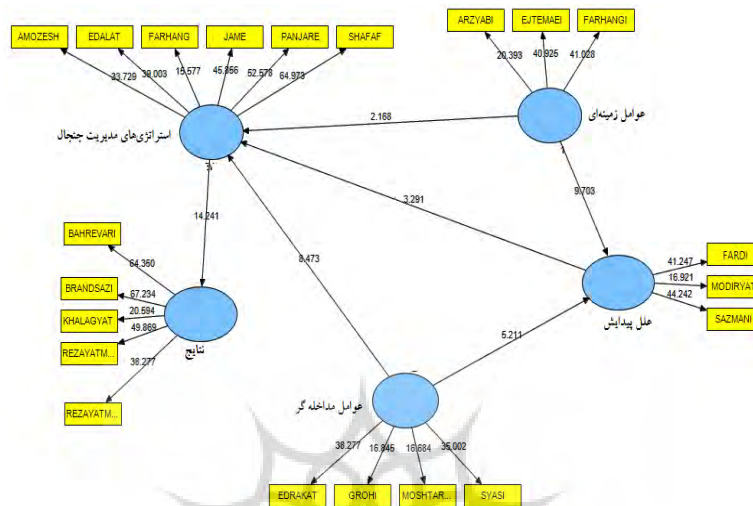 AMOZESH
EDALAT
FARHANG
JAME
PANJARE
SHAFAF
ARZYABI
EJTEMAEI
FARHANGI
33.729
39.003
15.577
45.856
52.578
64.973
20.393
40.925
41.028
استراتژی‌های مدیریت جنجال
2.168
عوامل زمینه‌ای
14.241
3.291
9.703
BAHREVARI
64.360
BRANDSAZI
67.234
KHALAGYAT
20.594
REZAYATM...
49.869
REZAYATM...
38.277
نتایج
8.473
5.211
41.247
FARDI
16.921
MODIRYAT
44.242
SAZMANI
علل پیدایش
عوامل مداخله گر
38.277
16.845
16.684
35.002
EDRAKAT
GROHI
MOSHTAR...
SYASI